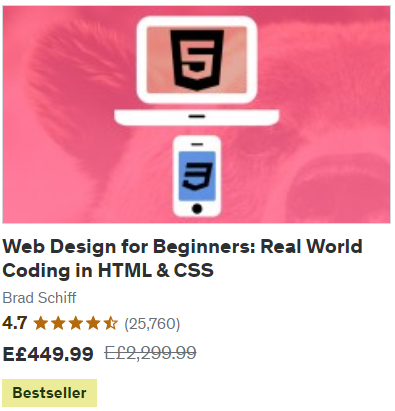 5
3
Web Design for Beginners: Real World
Coding in HTML & CSS
Brad Schiff
4.7 (25,760)
E£449.99 E£2,299.99
Bestseller